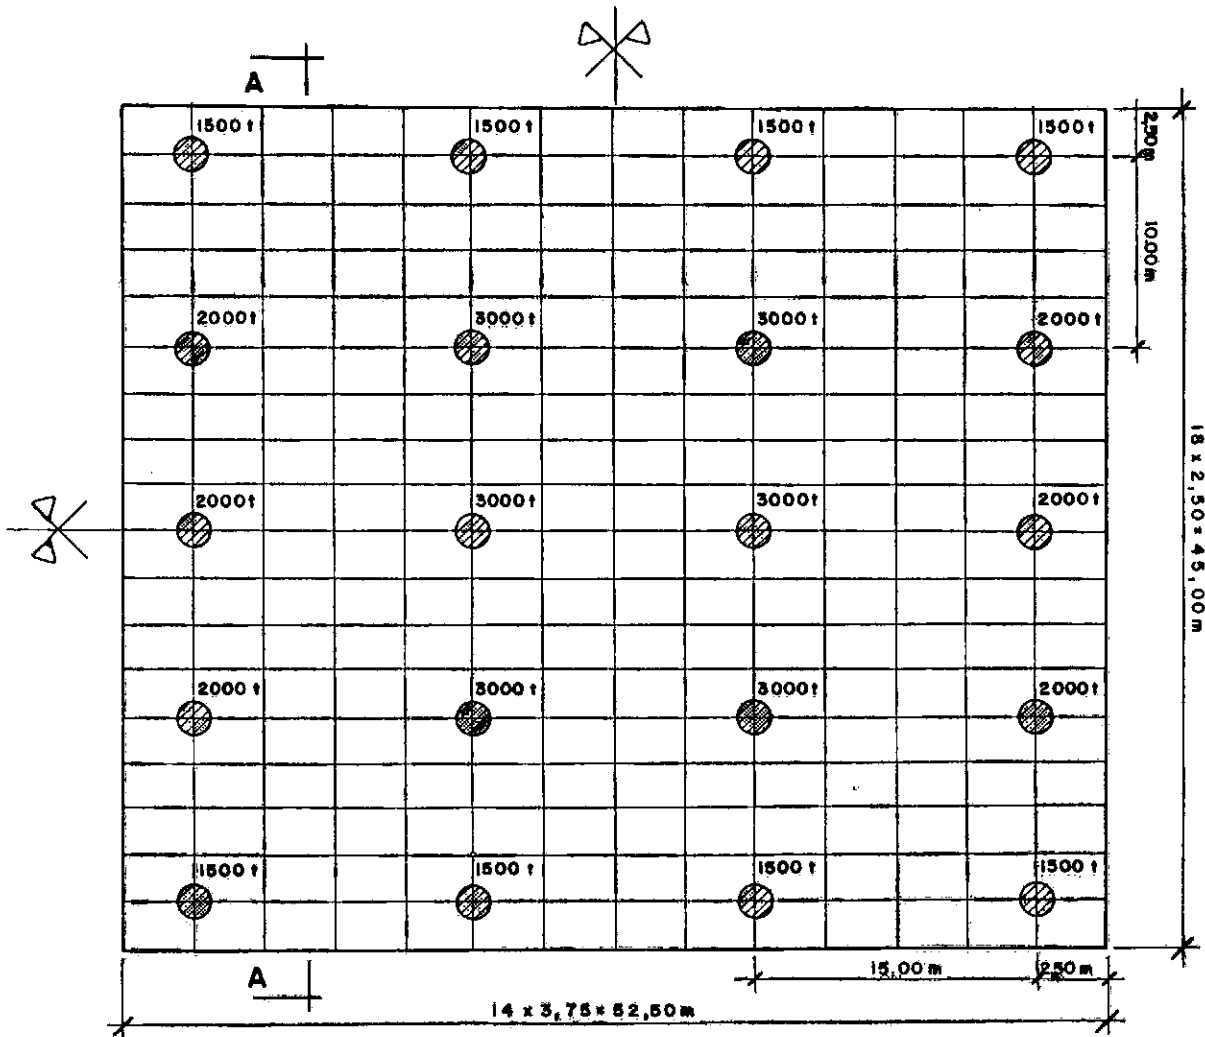 A
1500 t 1500 t 1500 t 1500 t
2,50 m
10.00 m
2000 t 3000 t 3000 t 2000 t
2000 t 3000 t 3000 t 2000 t
18 x 2,50 = 45,00 m
2000 t 3000 t 3000 t 2000 t
1500 t 1500 t 1500 t 1500 t
A
15,00 m 2,50 m
14 x 3,75 = 52,50 m